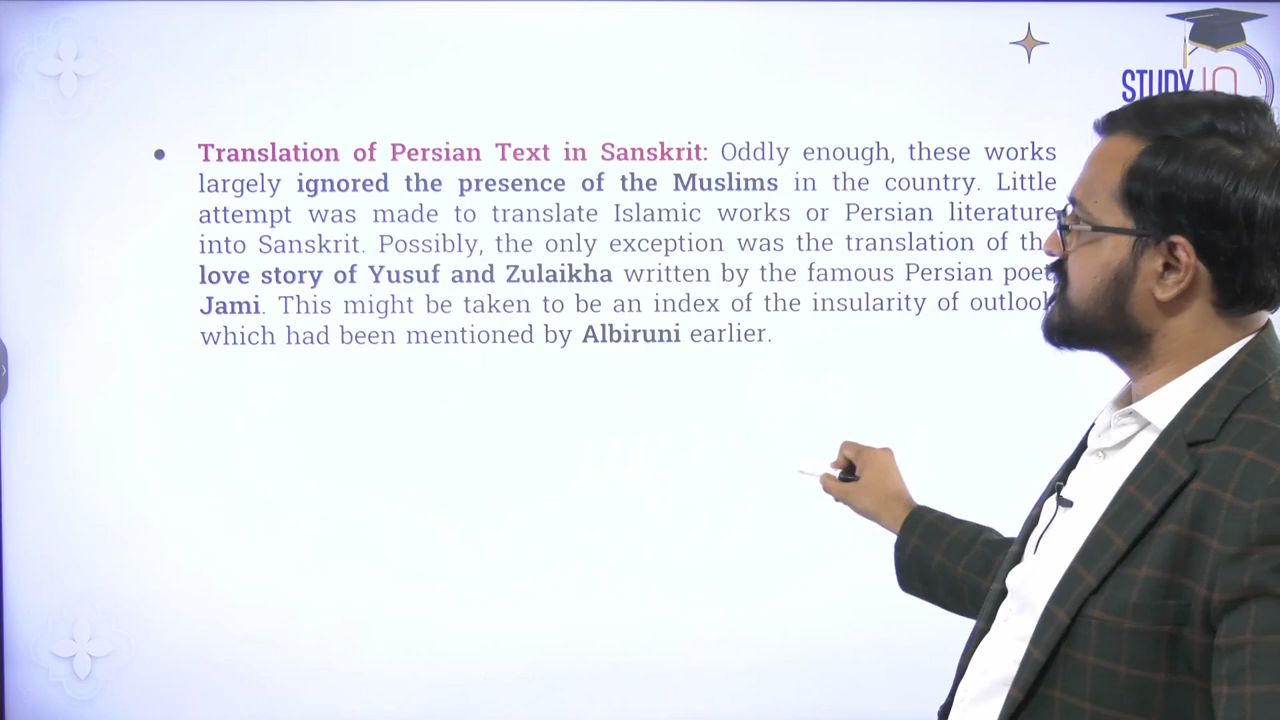 STUDY IQ
Translation of Persian Text in Sanskrit: Oddly enough, these works
largely ignored the presence of the Muslims in the country. Little
attempt was made to translate Islamic works or Persian literature
into Sanskrit. Possibly, the only exception was the translation of
love story of Yusuf and Zulaikha written by the famous Persian
Jami. This might be taken to be an index of the insularity of
which had been mentioned by Albiruni earlier.